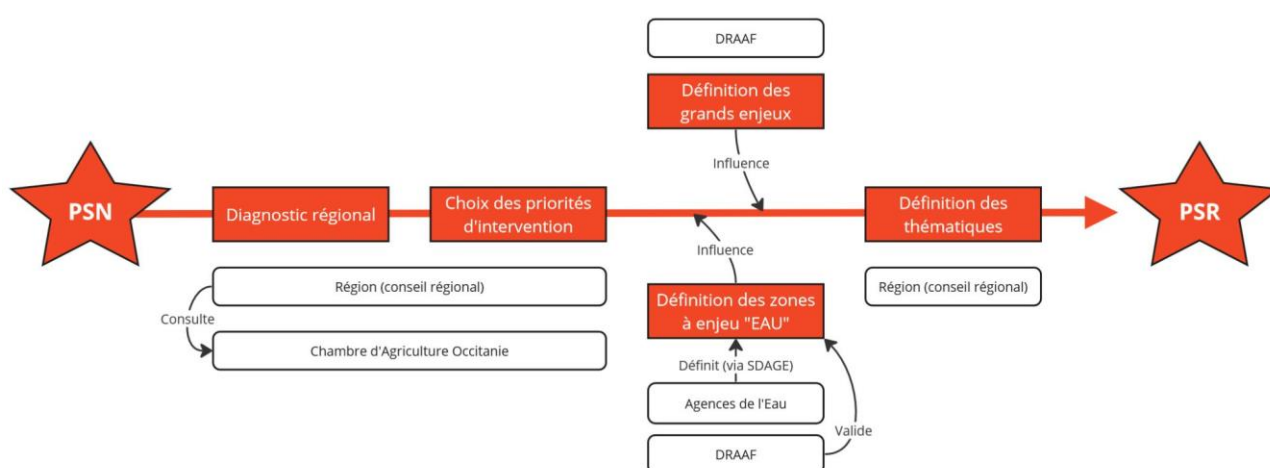 DRAAF
Définition des
grands enjeux
Influence
PSN
Diagnostic régional
Choix des priorités
d'intervention
Définition des
thématiques
PSR
Influence
Région (conseil régional)
Consulte
Chambre d'Agriculture Occitanie
Définition des zones
à enjeu "EAU"
Région (conseil régional)
Définit (via SDAGE)
Agences de l'Eau
Valide
DRAAF